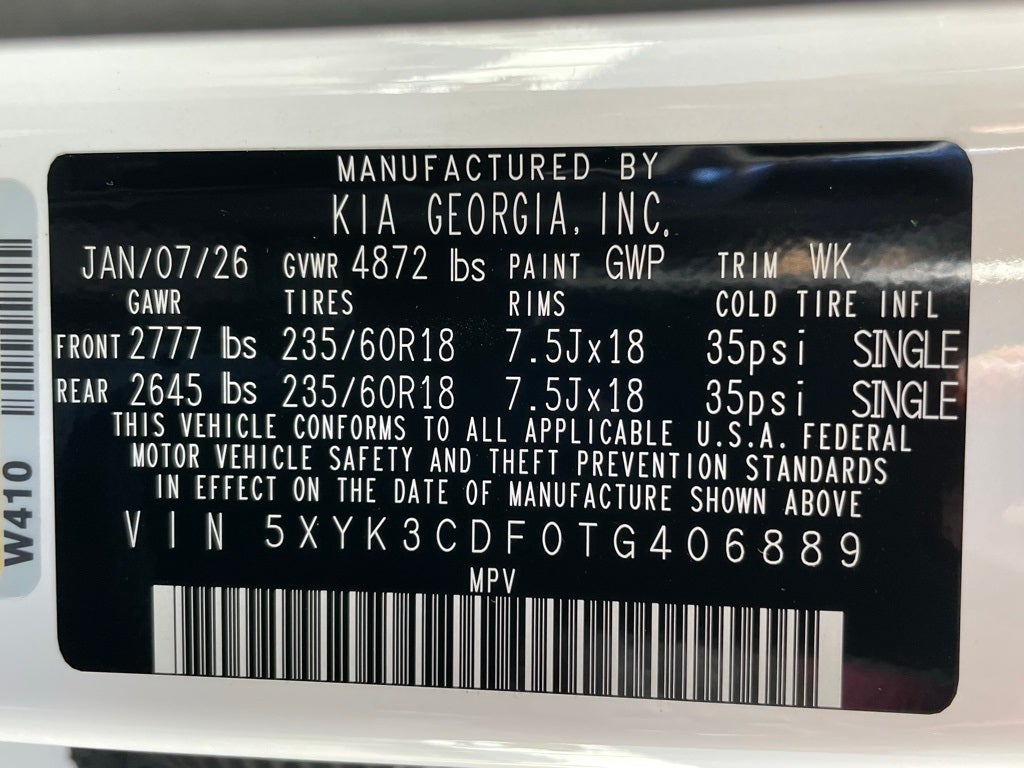 MANUFACTURED BY
KIA GEORGIA, INC.
JAN/07/26 GVWR 4872 lbs PAINT GWP TRIM WK
GAWR TIRES RIMS COLD TIRE INFL
FRONT 2777 lbs 235/60R18 7.5Jx18 35psi SINGLE
REAR 2645 lbs 235/60R18 7.5Jx18 35psi SINGLE
THIS VEHICLE CONFORMS TO ALL APPLICABLE U.S.A. FEDERAL
MOTOR VEHICLE SAFETY AND THEFT PREVENTION STANDARDS
IN EFFECT ON THE DATE OF MANUFACTURE SHOWN ABOVE
VIN 5XYK3CDF0TG406889
MPV
W410